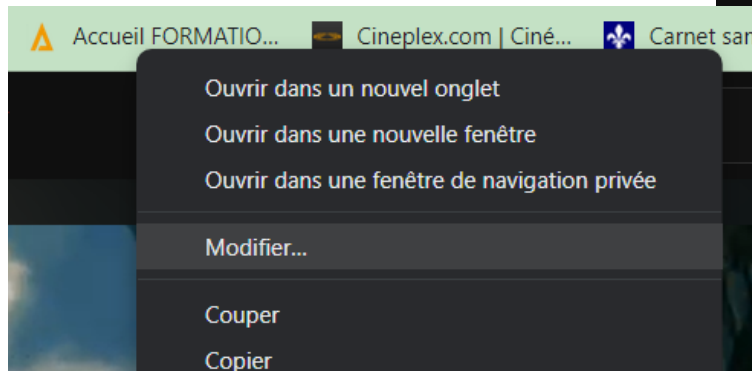 Accueil FORMATIO... Cineplex.com | Ciné... Carnet san
Ouvrir dans un nouvel onglet
Ouvrir dans une nouvelle fenêtre
Ouvrir dans une fenêtre de navigation privée
Modifier...
Couper
Copier